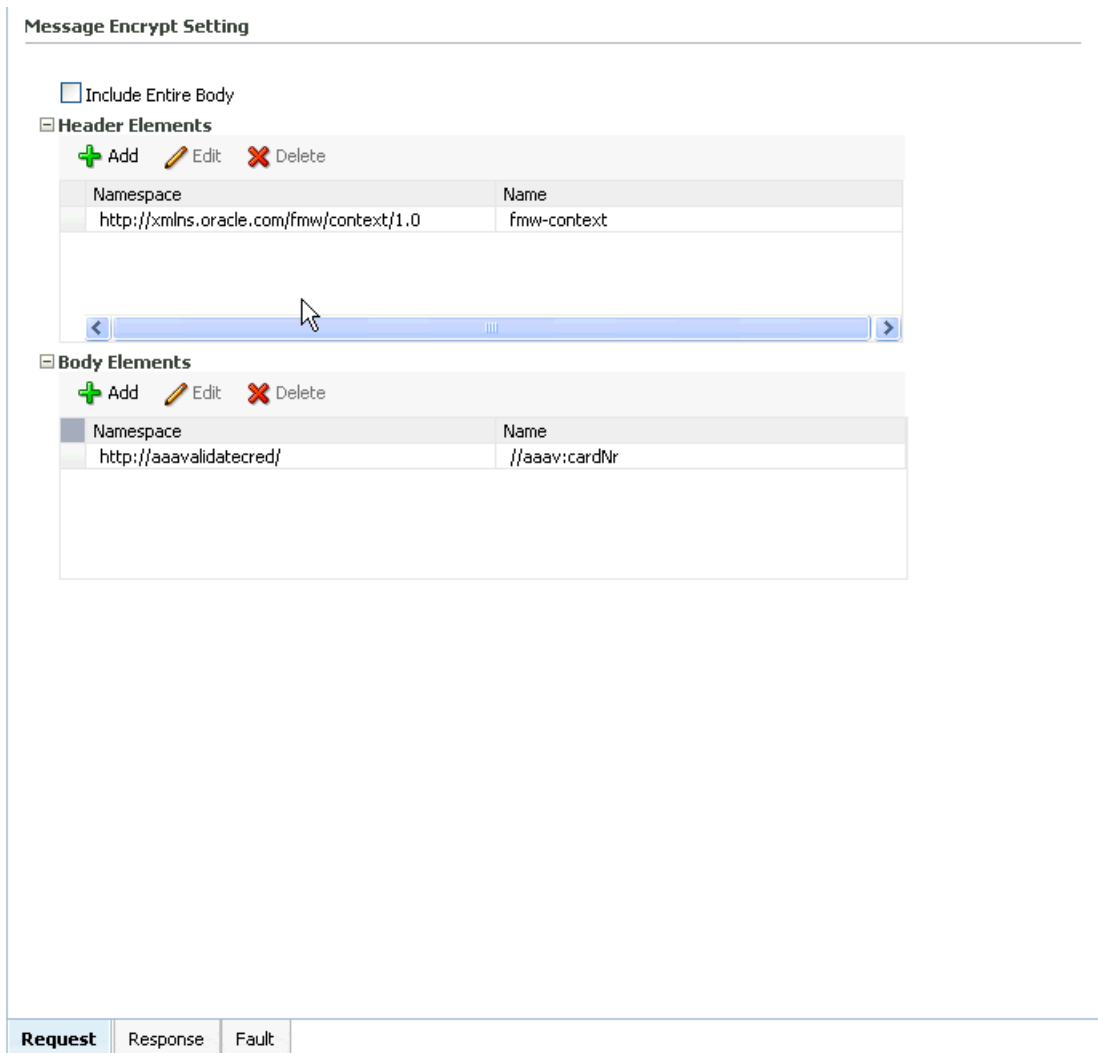 Message Encrypt Setting
Include Entire Body
Header Elements
Add Edit Delete
Namespace Name
http://xmlns.oracle.com/fmw/context/1.0 fmw-context
Body Elements
Add Edit Delete
Namespace Name
http://aaavalidatecred/ //aaav:cardNr
Request Response Fault